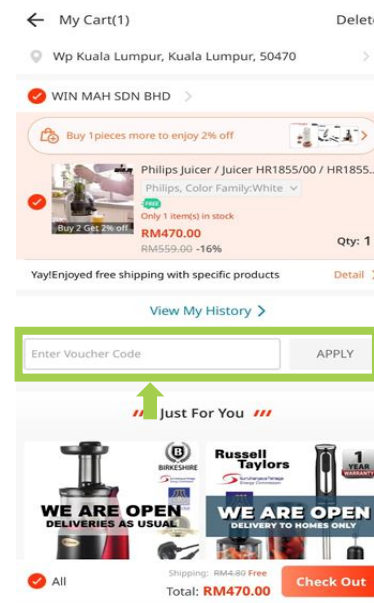 My Cart(1) Delete
Wp Kuala Lumpur, Kuala Lumpur, 50470
WIN MAH SDN BHD
Buy 1pieces more to enjoy 2% off
Philips Juicer / Juicer HR1855/00 / HR1855..
Philips, Color Family:White
FREE
Only 1 item(s) in stock
Buy 2 Get 2% off
RM470.00
RM559.00 -16%
Qty: 1
Yay!Enjoyed free shipping with specific products Detail
View My History
Enter Voucher Code APPLY
Just For You
BIRKESHIRE
WE ARE OPEN
DELIVERIES AS USUAL
Russell
Taylors
1
YEAR
WARRANTY
WE ARE OPEN
DELIVERY TO HOMES ONLY
All
Shipping: RM4.80 Free
Total: RM470.00
Check Out